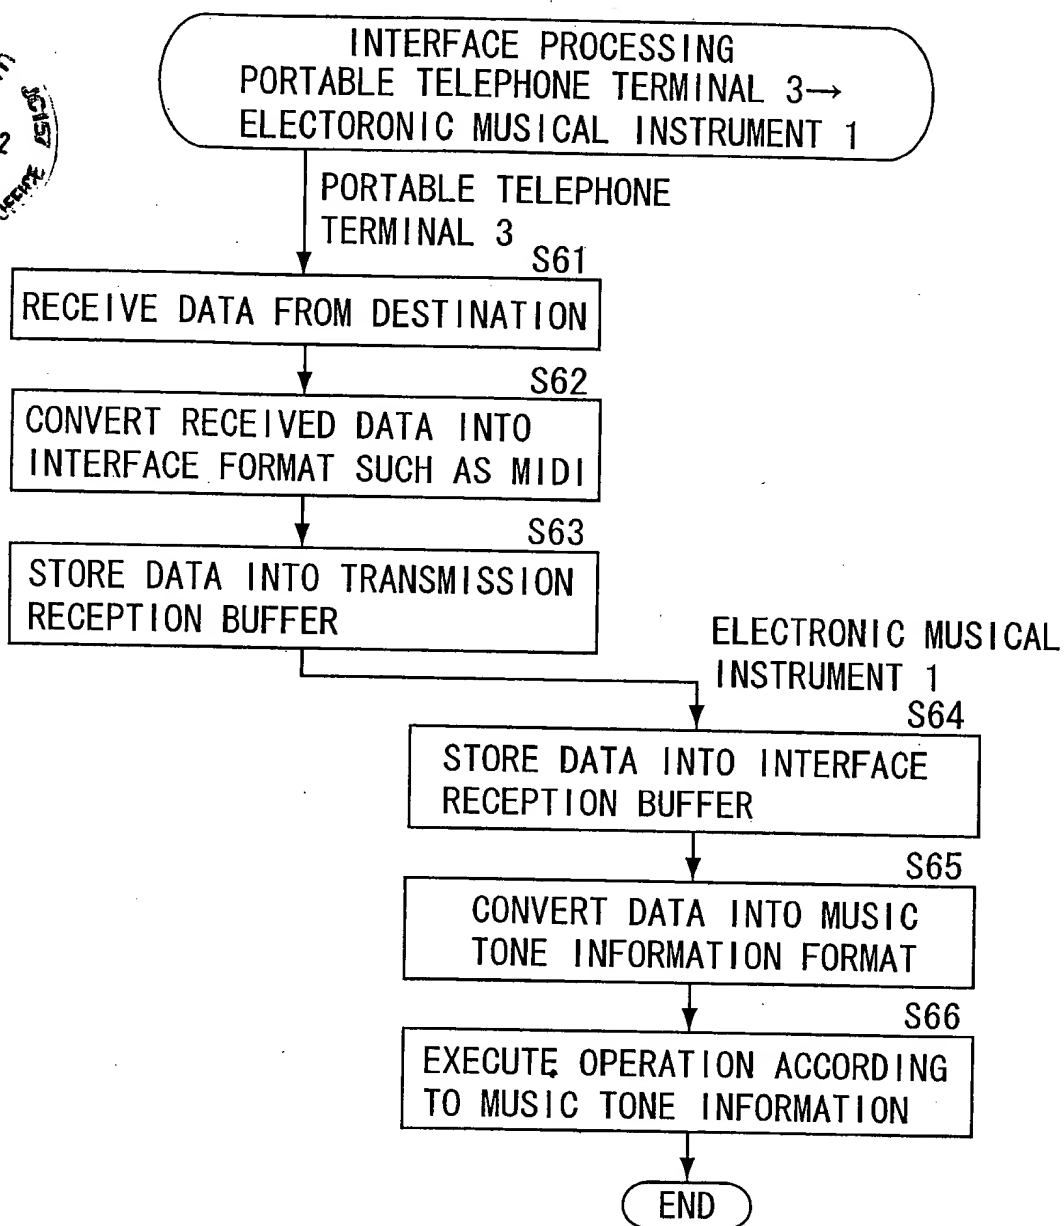 INTERFACE PROCESSING
PORTABLE TELEPHONE TERMINAL 3→
ELECTORONIC MUSICAL INSTRUMENT 1
PORTABLE TELEPHONE
TERMINAL 3
S61
RECEIVE DATA FROM DESTINATION
S62
CONVERT RECEIVED DATA INTO
INTERFACE FORMAT SUCH AS MIDI
S63
STORE DATA INTO TRANSMISSION
RECEPTION BUFFER
ELECTRONIC MUSICAL
INSTRUMENT 1
S64
STORE DATA INTO INTERFACE
RECEPTION BUFFER
S65
CONVERT DATA INTO MUSIC
TONE INFORMATION FORMAT
S66
EXECUTE OPERATION ACCORDING
TO MUSIC TONE INFORMATION
END
2
JC157